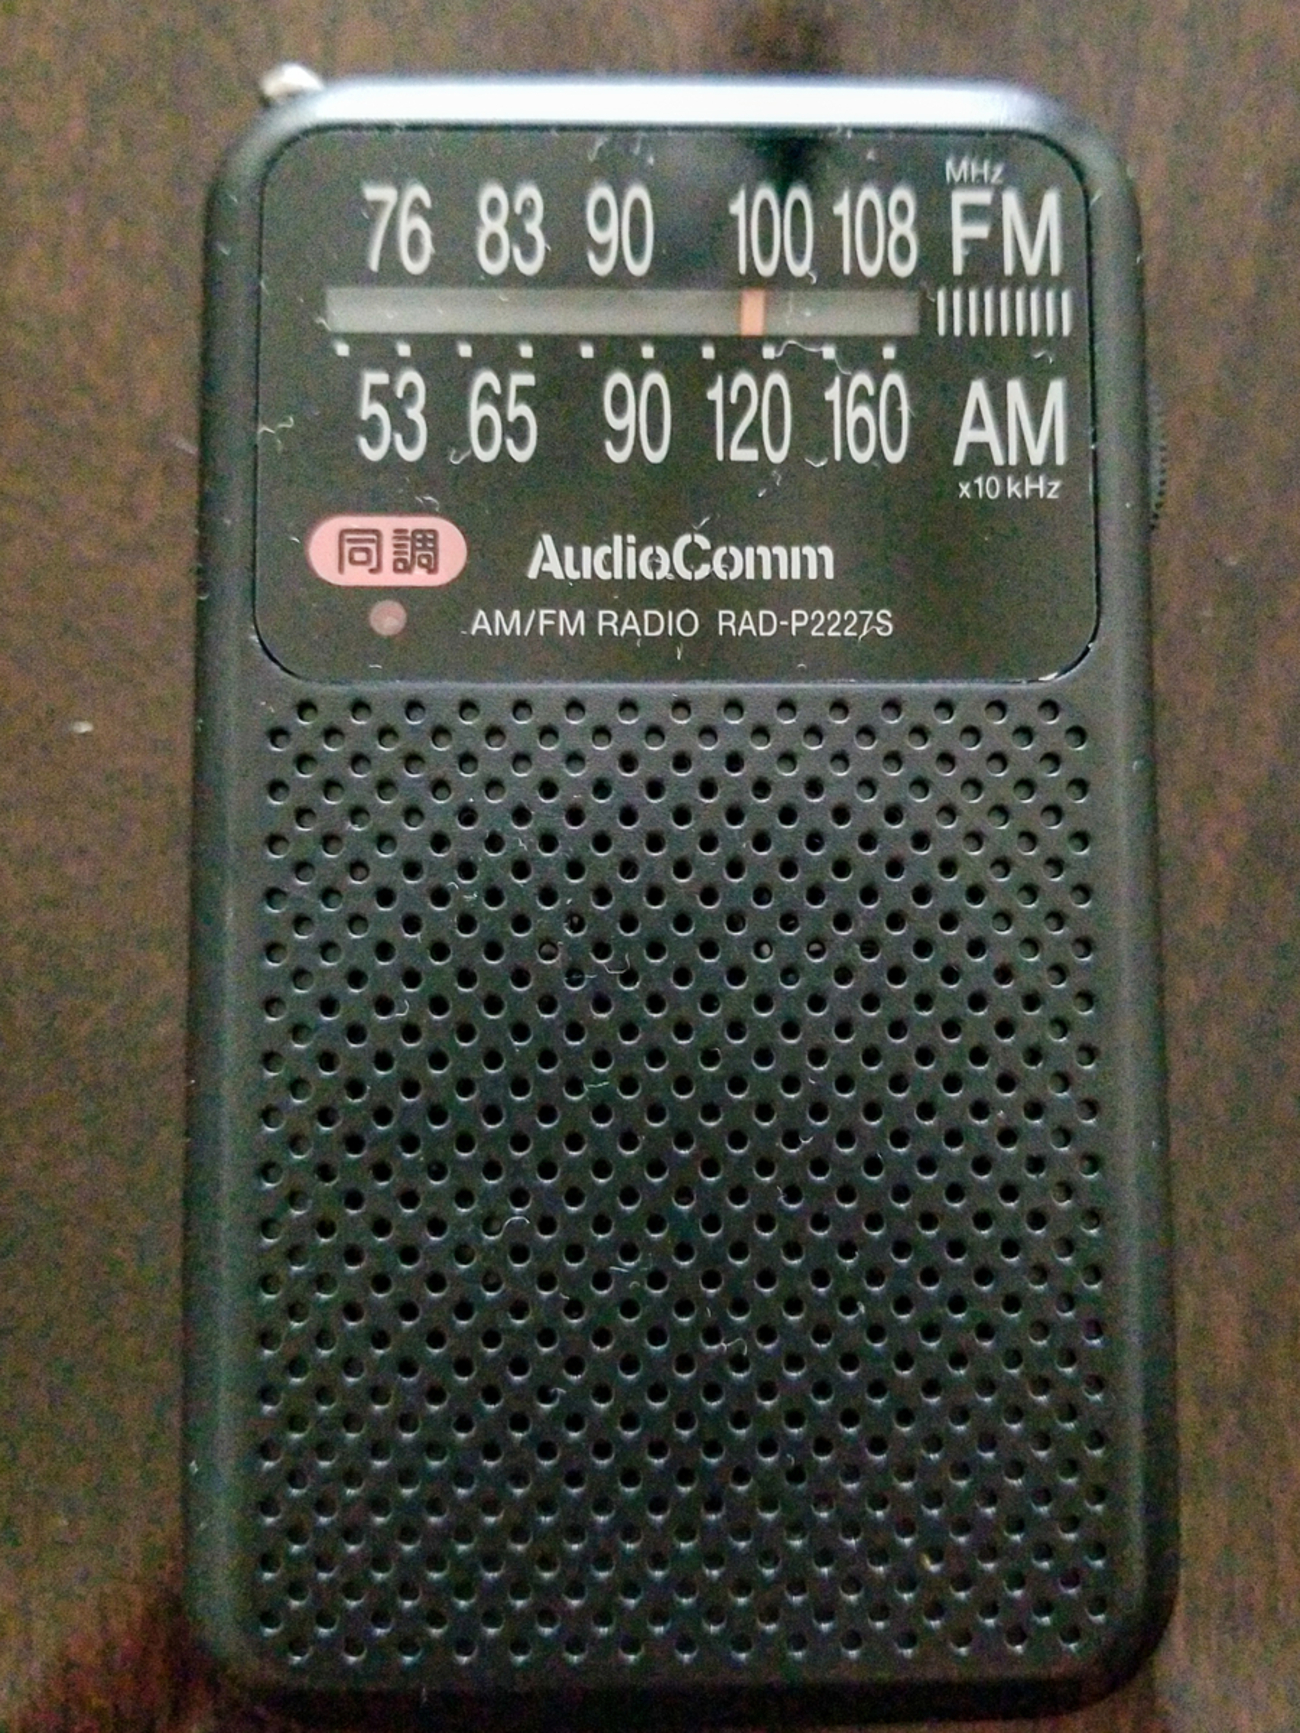 MHz
76 83 90 100 108 FM
53 65 90 120 160 AM
x10 kHz
同調
AudioComm
AM/FM RADIO RAD-P2227S